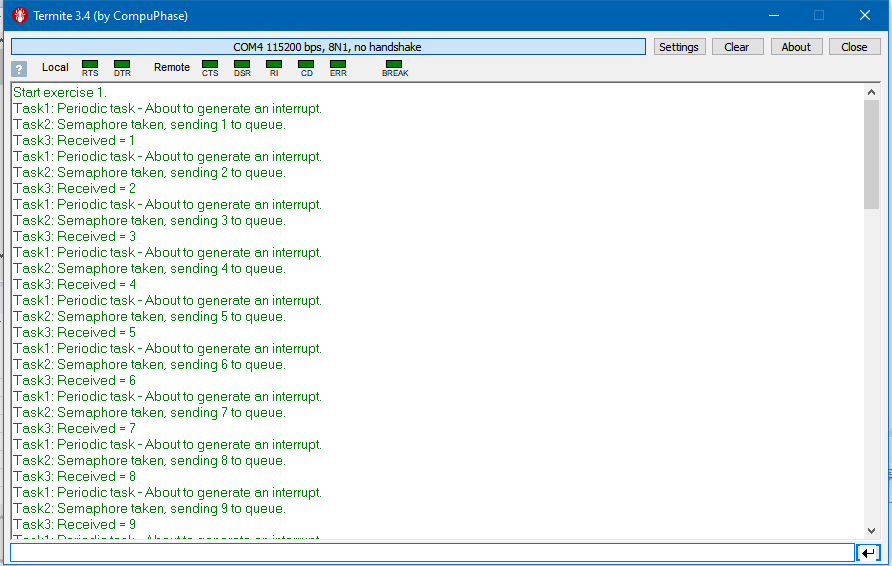 Termite 3.4 (by CompuPhase)
COM4 115200 bps, 8N1, no handshake
Settings
Clear
About
Close
?
Local
RTS
DTR
Remote
CTS
DSR
RI
CD
ERR
BREAK
Start exercise 1.
Task1: Periodic task - About to generate an interrupt.
Task2: Semaphore taken, sending 1 to queue.
Task3: Received = 1
Task1: Periodic task - About to generate an interrupt.
Task2: Semaphore taken, sending 2 to queue.
Task3: Received = 2
Task1: Periodic task - About to generate an interrupt.
Task2: Semaphore taken, sending 3 to queue.
Task3: Received = 3
Task1: Periodic task - About to generate an interrupt.
Task2: Semaphore taken, sending 4 to queue.
Task3: Received = 4
Task1: Periodic task - About to generate an interrupt.
Task2: Semaphore taken, sending 5 to queue.
Task3: Received = 5
Task1: Periodic task - About to generate an interrupt.
Task2: Semaphore taken, sending 6 to queue.
Task3: Received = 6
Task1: Periodic task - About to generate an interrupt.
Task2: Semaphore taken, sending 7 to queue.
Task3: Received = 7
Task1: Periodic task - About to generate an interrupt.
Task2: Semaphore taken, sending 8 to queue.
Task3: Received = 8
Task1: Periodic task - About to generate an interrupt.
Task2: Semaphore taken, sending 9 to queue.
Task3: Received = 9
Task1: Periodic task - About to generate an interrupt.